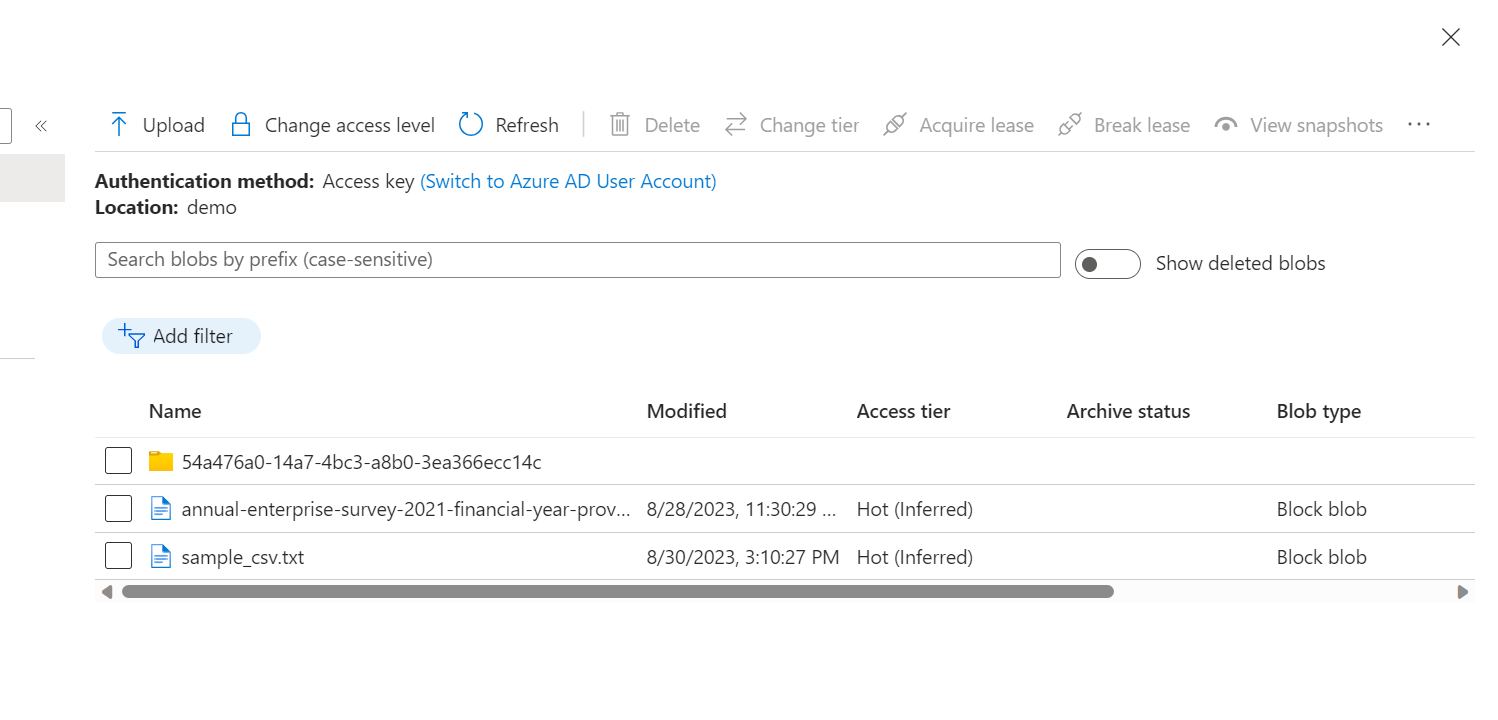 Upload Change access level Refresh Delete Change tier Acquire lease Break lease View snapshots ...
Authentication method: Access key (Switch to Azure AD User Account)
Location: demo
Search blobs by prefix (case-sensitive) Show deleted blobs
Add filter
Name Modified Access tier Archive status Blob type
54a476a0-14a7-4bc3-a8b0-3ea366ecc14c
annual-enterprise-survey-2021-financial-year-prov... 8/28/2023, 11:30:29 ... Hot (Inferred) Block blob
sample_csv.txt 8/30/2023, 3:10:27 PM Hot (Inferred) Block blob